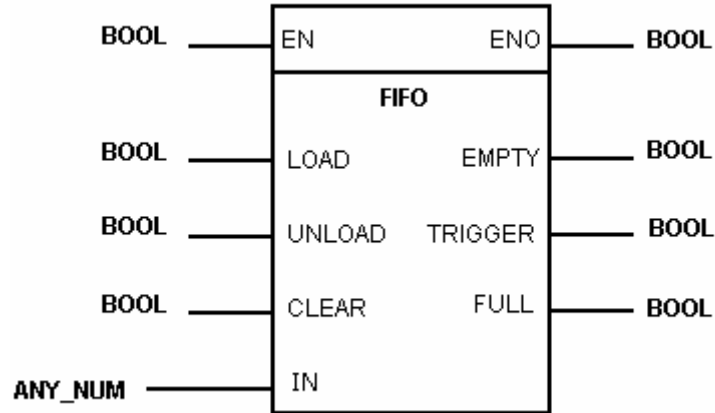 BOOL EN ENO BOOL
FIFO
BOOL LOAD EMPTY BOOL
BOOL UNLOAD TRIGGER BOOL
BOOL CLEAR FULL BOOL
ANY_NUM IN